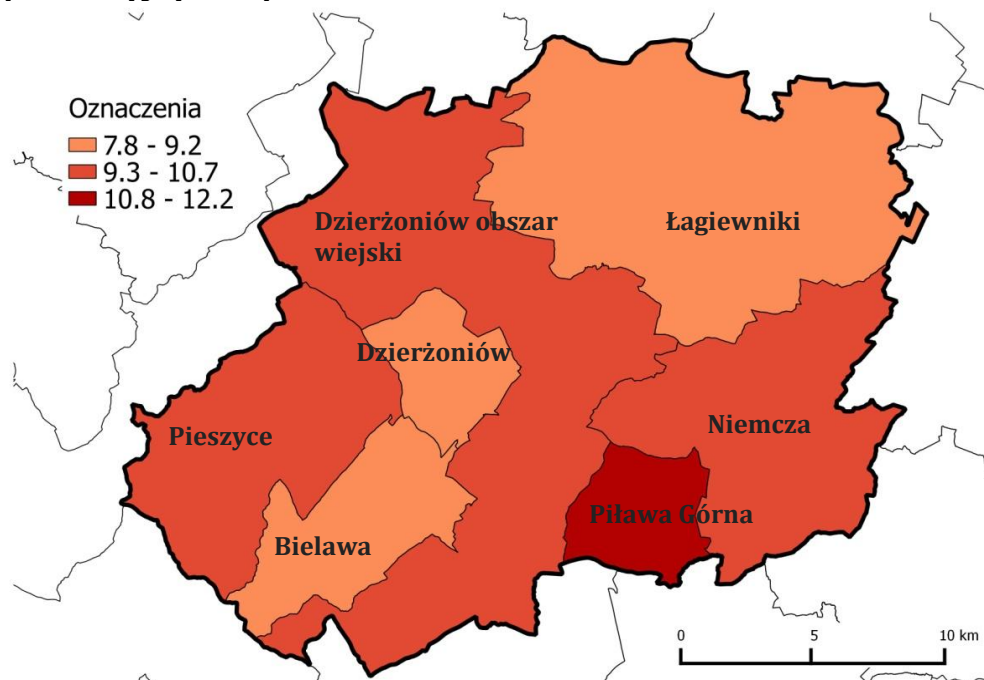 Oznaczenia
7.8 - 9.2
9.3 - 10.7
10.8 - 12.2
Dzierżoniów obszar
wiejski
Łagiewniki
Dzierżoniów
Pieszyce
Niemcza
Piława Górna
Bielawa
0 5 10 km